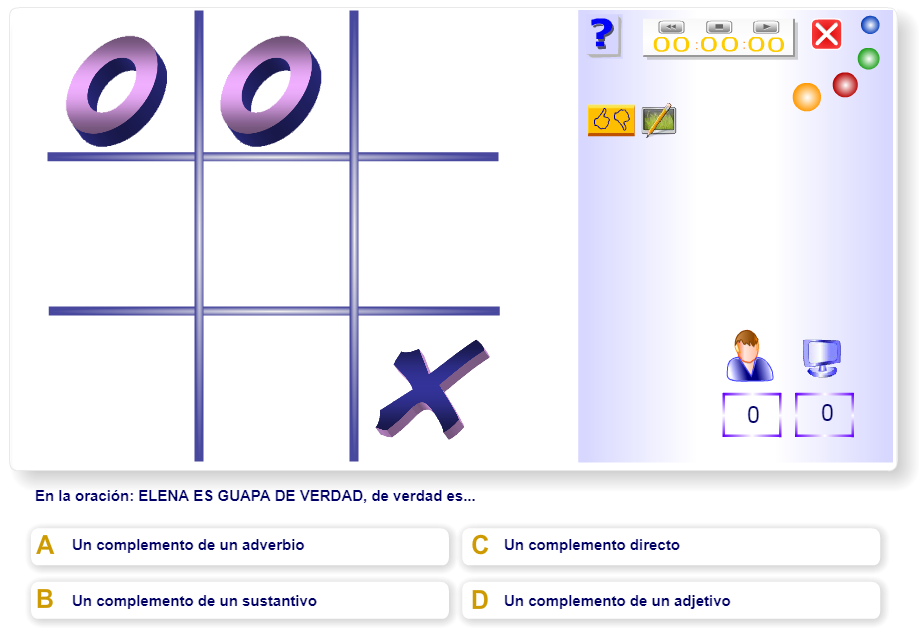 ?
00:00:00
0
0
En la oración: ELENA ES GUAPA DE VERDAD, de verdad es...
A Un complemento de un adverbio
C Un complemento directo
B Un complemento de un sustantivo
D Un complemento de un adjetivo